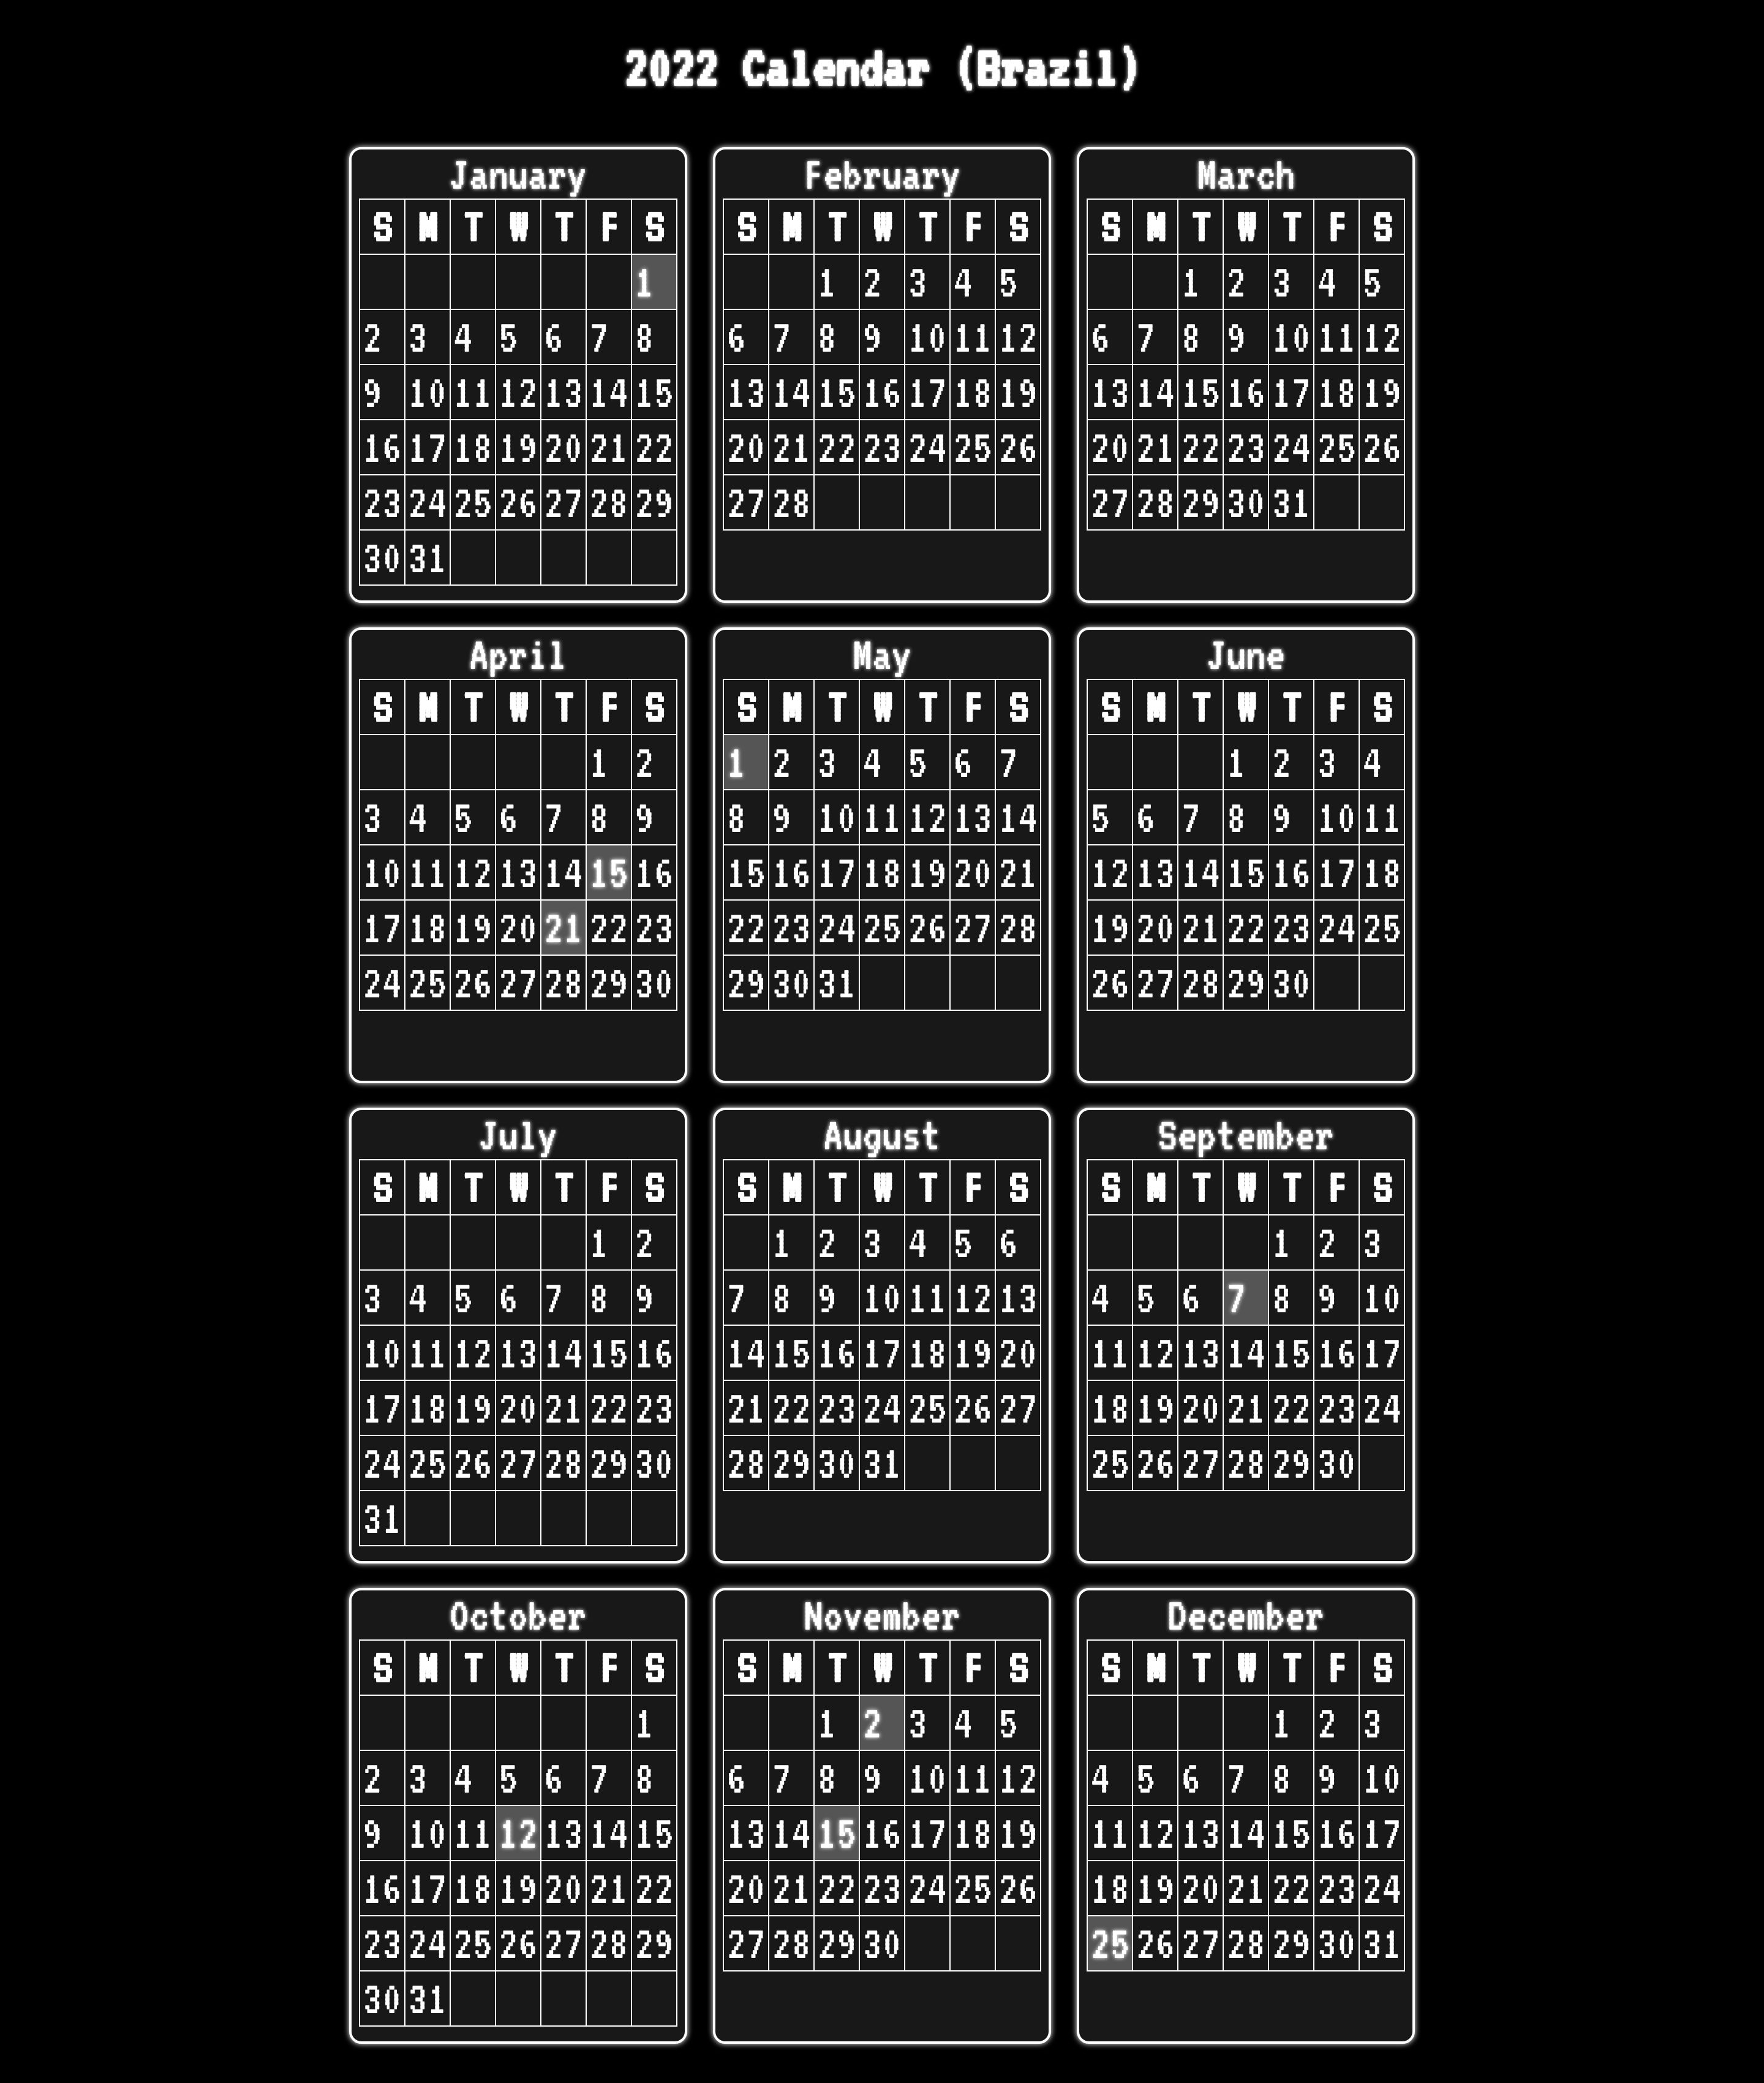 2022 Calendar (Brazil)
January
S M T W T F S
1
2 3 4 5 6 7 8
9 10 11 12 13 14 15
16 17 18 19 20 21 22
23 24 25 26 27 28 29
30 31
February
S M T W T F S
1 2 3 4 5
6 7 8 9 10 11 12
13 14 15 16 17 18 19
20 21 22 23 24 25 26
27 28
March
S M T W T F S
1 2 3 4 5
6 7 8 9 10 11 12
13 14 15 16 17 18 19
20 21 22 23 24 25 26
27 28 29 30 31
April
S M T W T F S
1 2
3 4 5 6 7 8 9
10 11 12 13 14 15 16
17 18 19 20 21 22 23
24 25 26 27 28 29 30
May
S M T W T F S
1 2 3 4 5 6 7
8 9 10 11 12 13 14
15 16 17 18 19 20 21
22 23 24 25 26 27 28
29 30 31
June
S M T W T F S
1 2 3 4
5 6 7 8 9 10 11
12 13 14 15 16 17 18
19 20 21 22 23 24 25
26 27 28 29 30
July
S M T W T F S
1 2
3 4 5 6 7 8 9
10 11 12 13 14 15 16
17 18 19 20 21 22 23
24 25 26 27 28 29 30
31
August
S M T W T F S
1 2 3 4 5 6
7 8 9 10 11 12 13
14 15 16 17 18 19 20
21 22 23 24 25 26 27
28 29 30 31
September
S M T W T F S
1 2 3
4 5 6 7 8 9 10
11 12 13 14 15 16 17
18 19 20 21 22 23 24
25 26 27 28 29 30
October
S M T W T F S
1
2 3 4 5 6 7 8
9 10 11 12 13 14 15
16 17 18 19 20 21 22
23 24 25 26 27 28 29
30 31
November
S M T W T F S
1 2 3 4 5
6 7 8 9 10 11 12
13 14 15 16 17 18 19
20 21 22 23 24 25 26
27 28 29 30
December
S M T W T F S
1 2 3
4 5 6 7 8 9 10
11 12 13 14 15 16 17
18 19 20 21 22 23 24
25 26 27 28 29 30 31